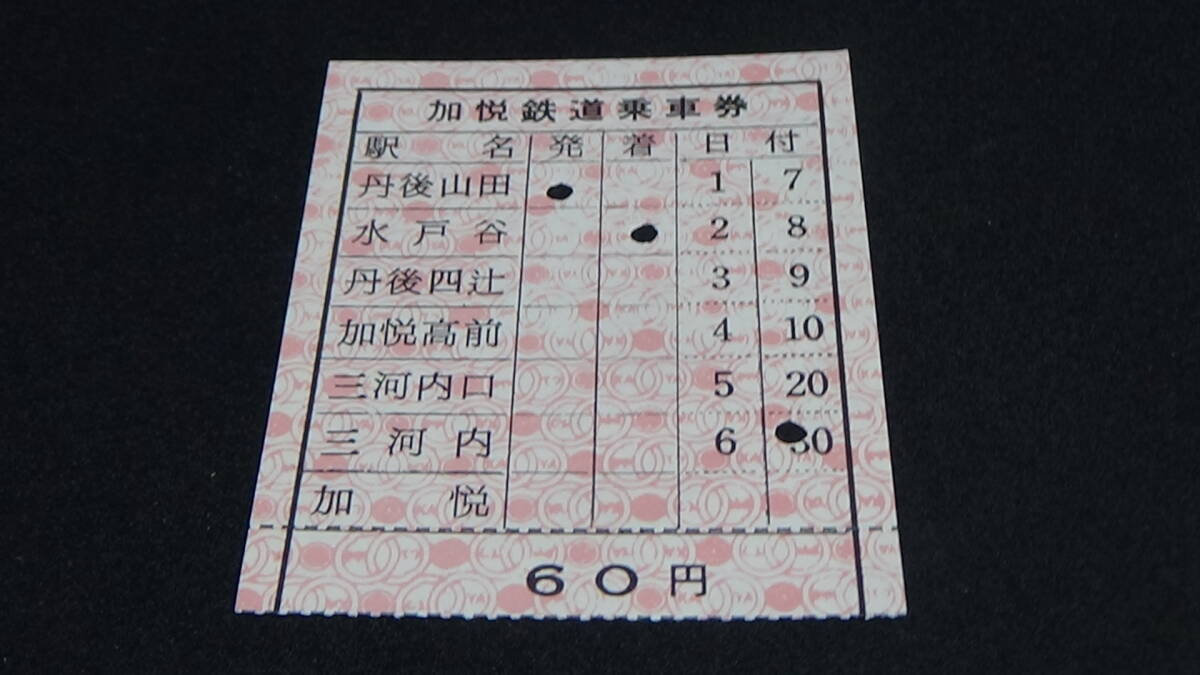 加悦鉄道乗車券
駅名 発 着 日付
丹後山田 1 7
水戸谷 2 8
丹後四辻 3 9
加悦高前 4 10
三河内口 5 20
三河内 6 30
加悦
60円